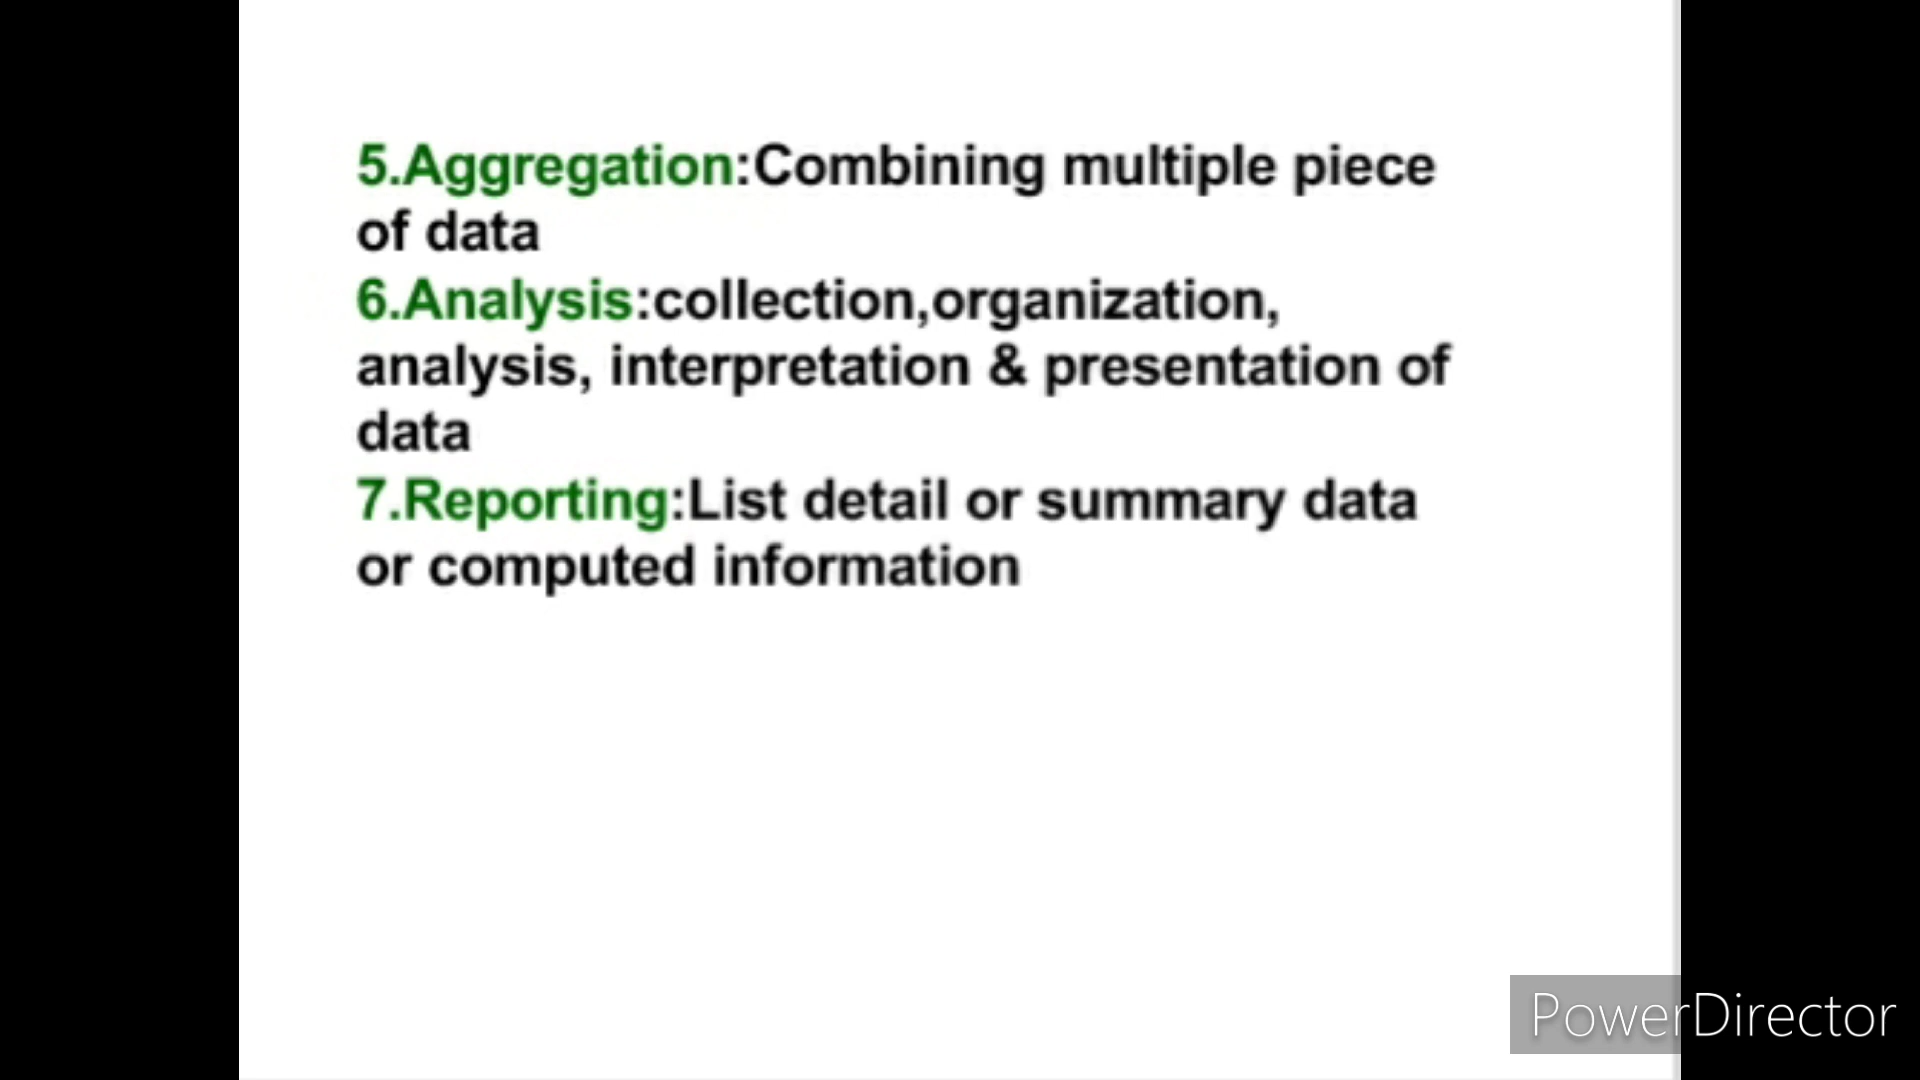 5.Aggregation:Combining multiple piece
of data
6.Analysis:collection,organization,
analysis, interpretation & presentation of
data
7.Reporting:List detail or summary data
or computed information
PowerDirector